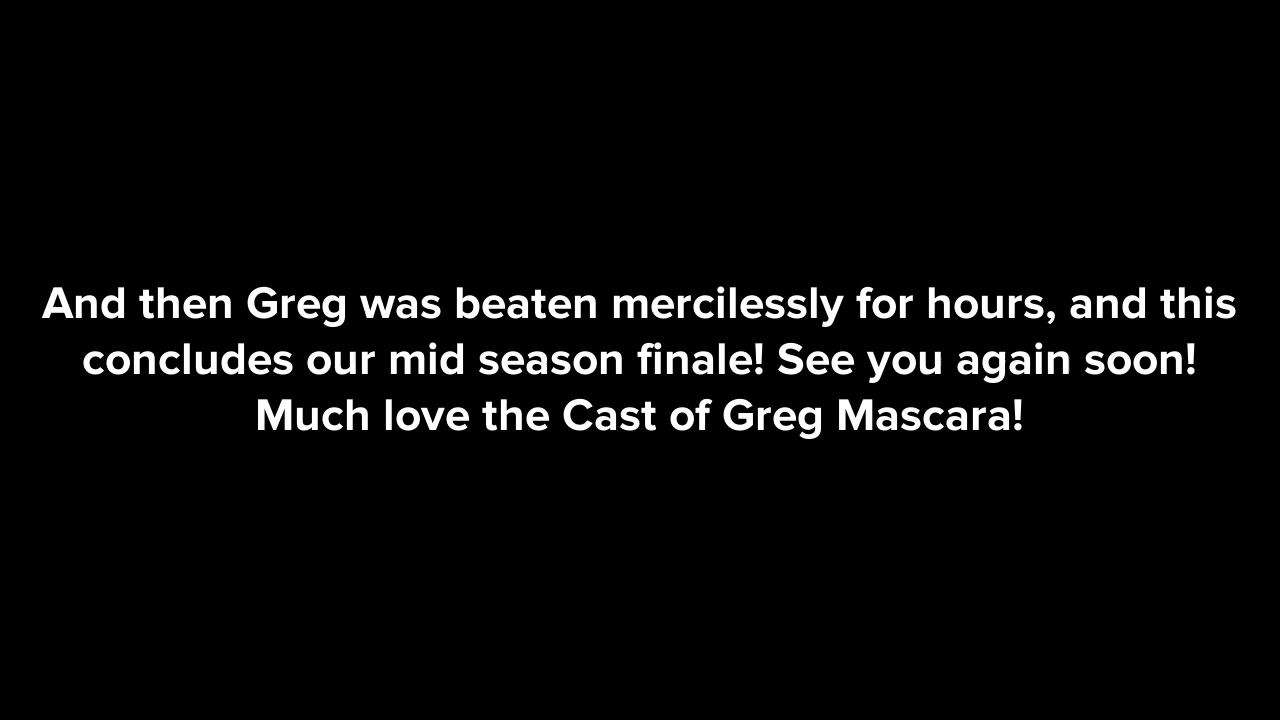 And then Greg was beaten mercilessly for hours, and this
concludes our mid season finale! See you again soon!
Much love the Cast of Greg Mascara!